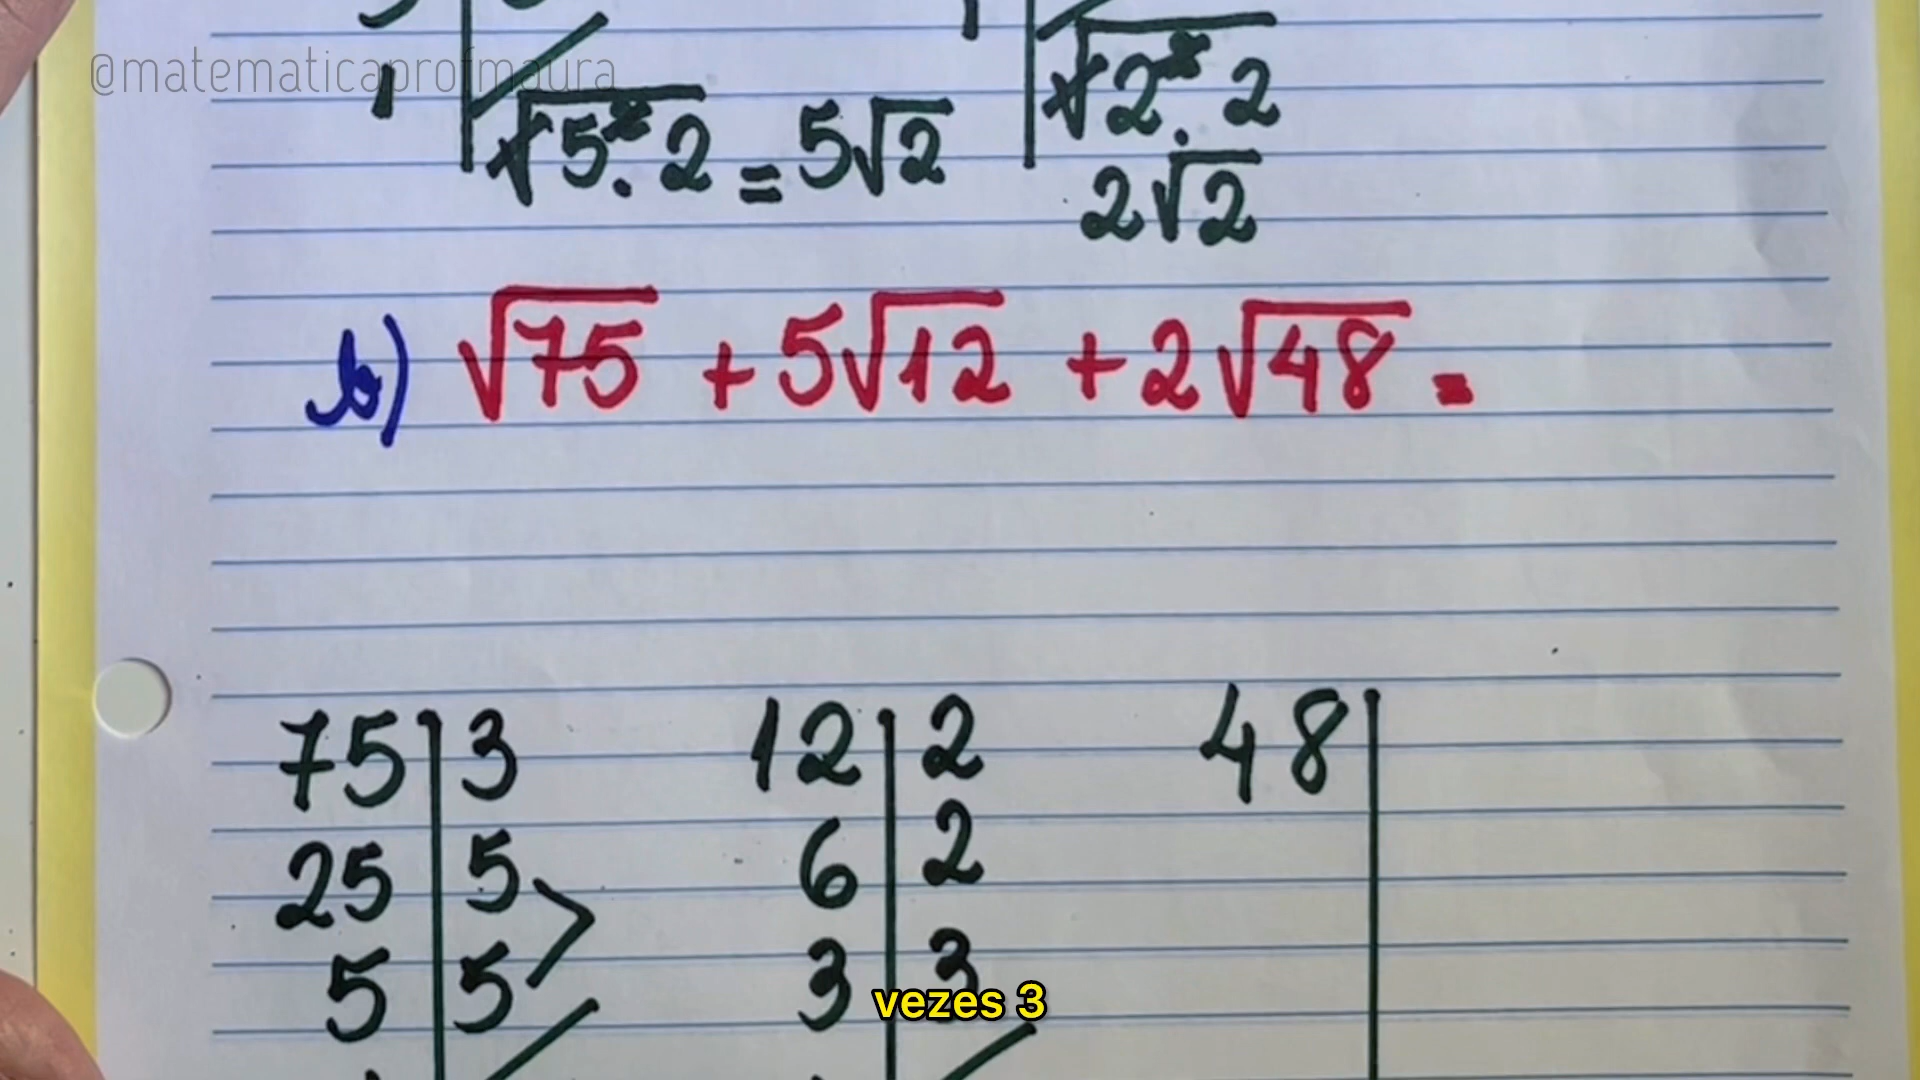 @matematicaprofmaura
1
√5². 2 = 5√2
√2². 2
2√2
b) √75 + 5√12 + 2√48 =
75 | 3
25 | 5
5 | 5
12 | 2
6 | 2
3 | 3
48
vezes 3